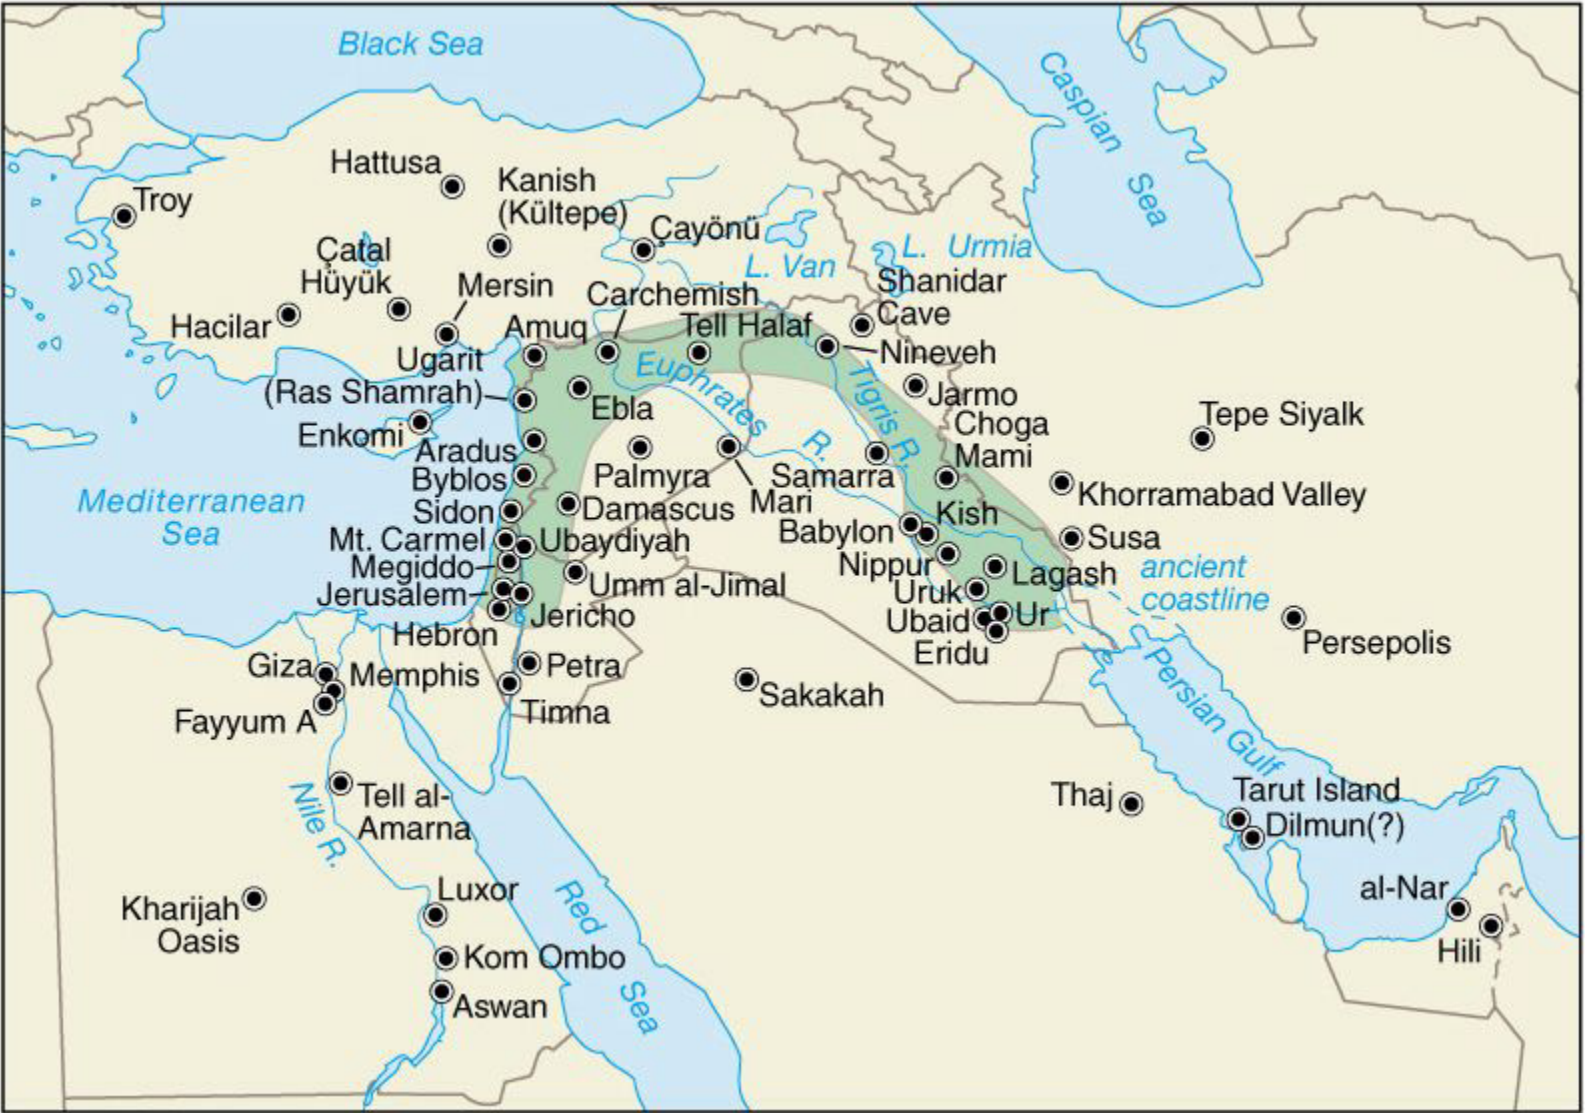 Black Sea
Caspian
Sea
Hattusa
Kanish
(Kültepe)
Troy
Çayönü
Çatal
Hüyük
L. Van
L. Urmia
Mersin
Carchemish
Shanidar
Cave
Hacilar
Amuq
Tell Halaf
Nineveh
Ugarit
(Ras Shamrah)
Euphrates
R.
Tigris R.
Jarmo
Ebla
Choga
Mami
Tepe Siyalk
Enkomi
Aradus
Byblos
Palmyra
Samarra
Mari
Khorramabad Valley
Mediterranean
Sea
Sidon
Damascus
Babylon
Kish
Mt. Carmel
Ubaydiyah
Susa
Megiddo
Nippur
Lagash
ancient
coastline
Jerusalem
Umm al-Jimal
Uruk
Jericho
Ubaid
Ur
Hebron
Eridu
Persepolis
Giza
Memphis
Petra
Sakakah
Persian Gulf
Fayyum A
Timna
Nile R.
Tell al-
Amarna
Thaj
Tarut Island
Dilmun(?)
Luxor
Red
Sea
al-Nar
Kharijah
Oasis
Hili
Kom Ombo
Aswan